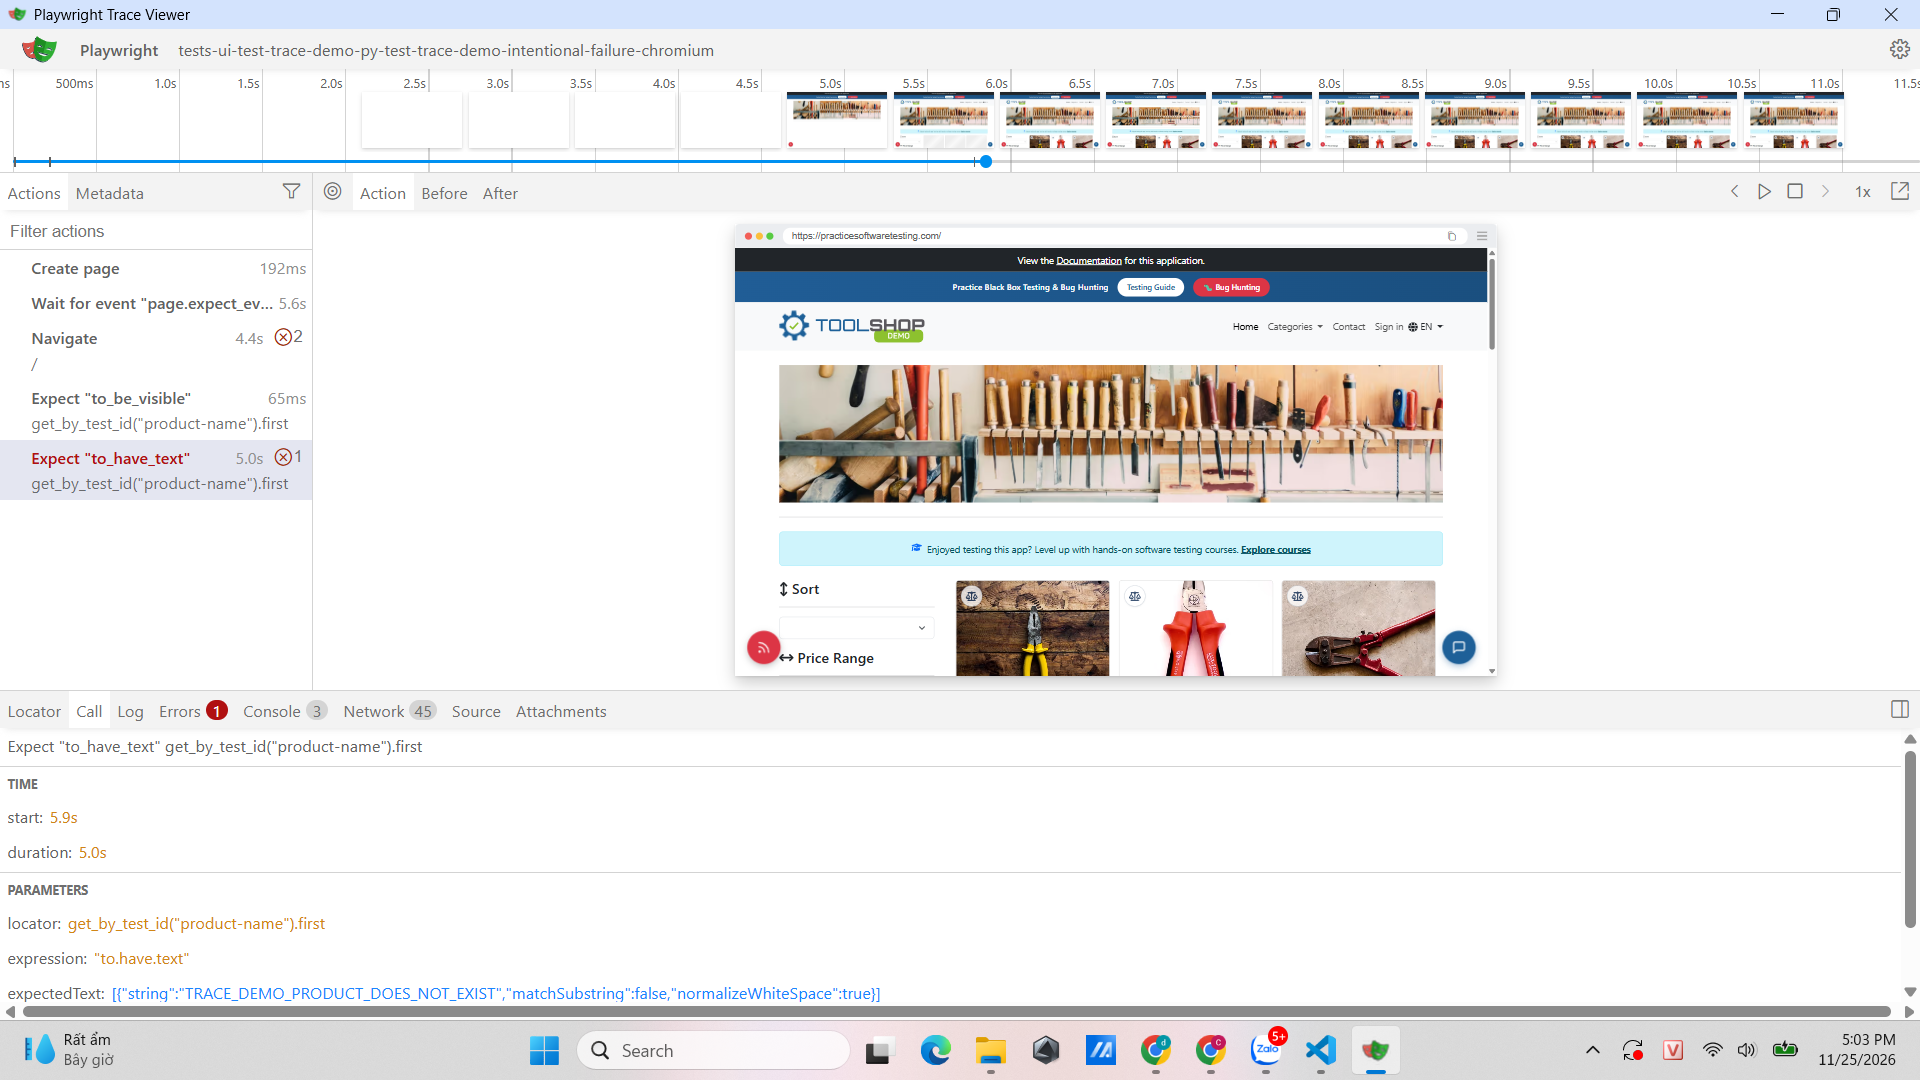 Playwright Trace Viewer
Playwright tests-ui-test-trace-demo-py-test-trace-demo-intentional-failure-chromium
ms 500ms 1.0s 1.5s 2.0s 2.5s 3.0s 3.5s 4.0s 4.5s 5.0s 5.5s 6.0s 6.5s 7.0s 7.5s 8.0s 8.5s 9.0s 9.5s 10.0s 10.5s 11.0s 11.5s
Actions Metadata
Action Before After
1x
Filter actions
Create page 192ms
Wait for event "page.expect_ev... 5.6s
Navigate 4.4s 2
/
Expect "to_be_visible" 65ms
get_by_test_id("product-name").first
Expect "to_have_text" 5.0s 1
get_by_test_id("product-name").first
https://practicesoftwaretesting.com/
View the Documentation for this application.
Practice Black Box Testing & Bug Hunting Testing Guide Bug Hunting
TOOLSHOP
DEMO
Home Categories Contact Sign in EN
Enjoyed testing this app? Level up with hands-on software testing courses. Explore courses
Sort
Price Range
Locator Call Log Errors 1 Console 3 Network 45 Source Attachments
Expect "to_have_text" get_by_test_id("product-name").first
TIME
start: 5.9s
duration: 5.0s
PARAMETERS
locator: get_by_test_id("product-name").first
expression: "to.have.text"
expectedText: [{"string":"TRACE_DEMO_PRODUCT_DOES_NOT_EXIST","matchSubstring":false,"normalizeWhiteSpace":true}]
Rất ẩm
Bây giờ
Search
d
C
Zalo
5+
V
5:03 PM
11/25/2026